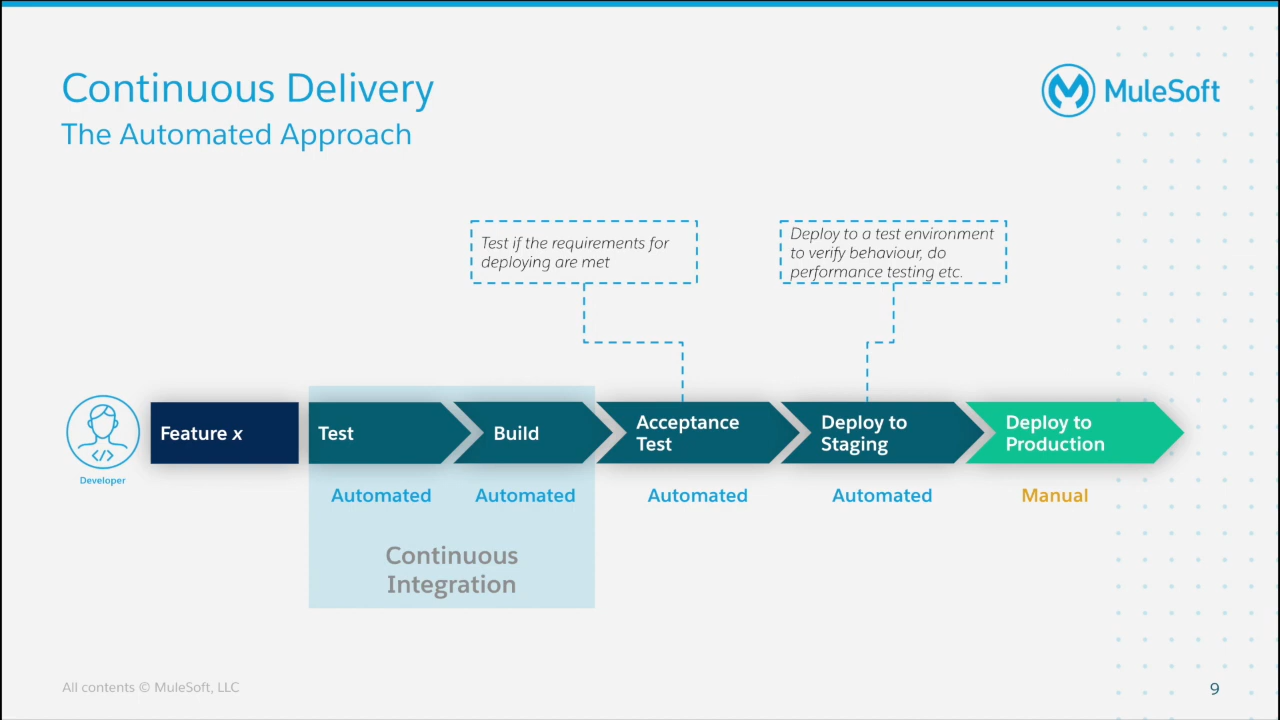 Continuous Delivery
The Automated Approach
MuleSoft
Test if the requirements for
deploying are met
Deploy to a test environment
to verify behaviour, do
performance testing etc.
Developer
</>
Feature x
Test
Build
Acceptance
Test
Deploy to
Staging
Deploy to
Production
Automated
Automated
Automated
Automated
Manual
Continuous
Integration
All contents © MuleSoft, LLC
9